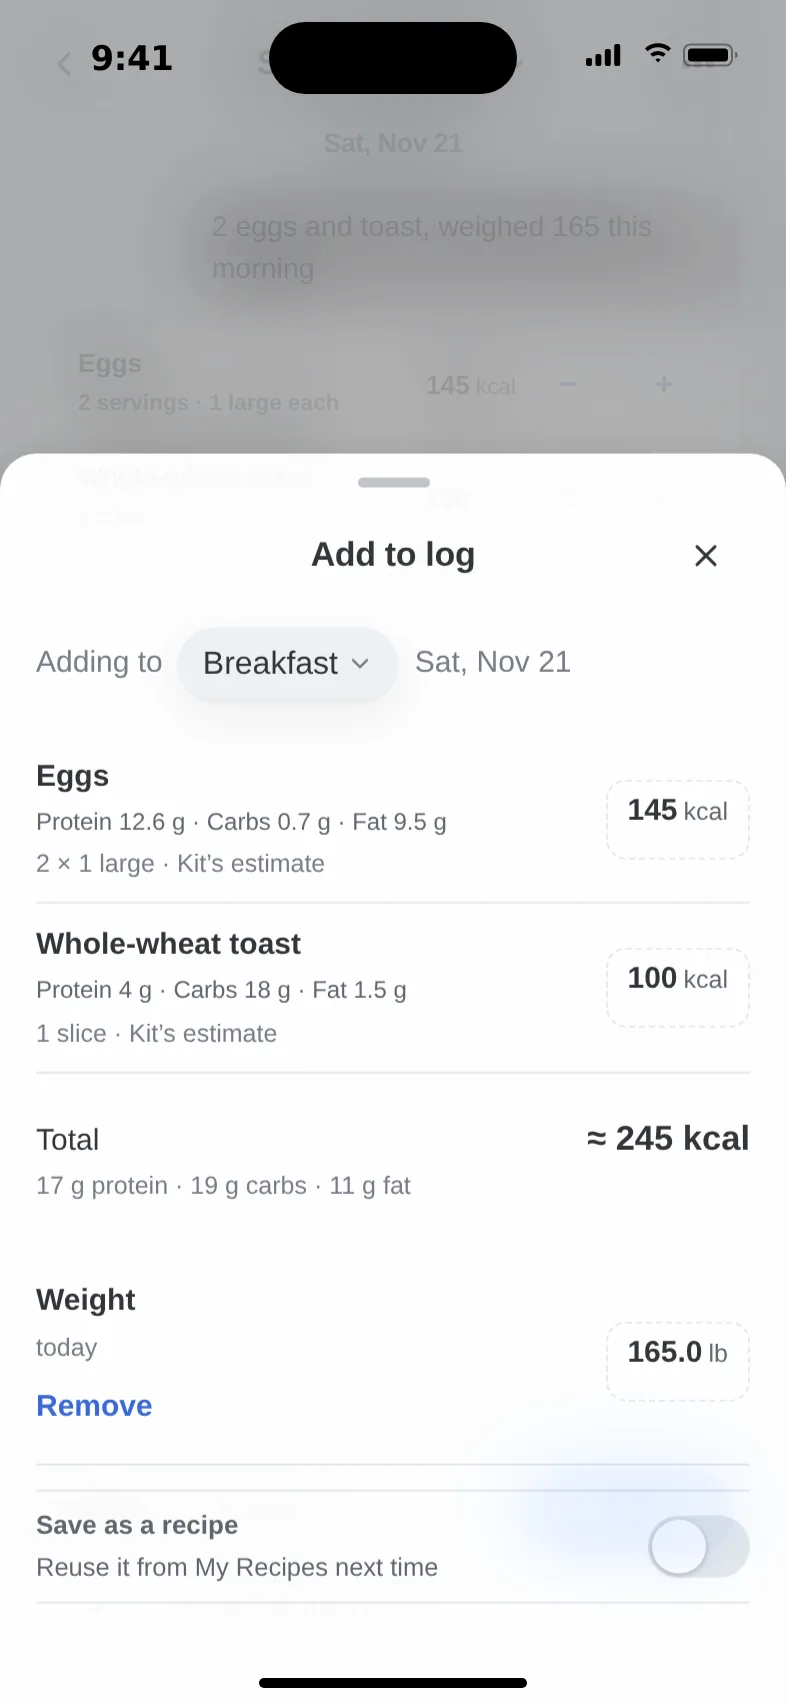 9:41
Sat, Nov 21
2 eggs and toast, weighed 165 this
morning
Eggs
145 kcal − +
2 servings · 1 large each
Whole-wheat toast
100
Add to log
Adding to Breakfast Sat, Nov 21
Eggs
Protein 12.6 g · Carbs 0.7 g · Fat 9.5 g
2 × 1 large · Kit’s estimate
145 kcal
Whole-wheat toast
Protein 4 g · Carbs 18 g · Fat 1.5 g
1 slice · Kit’s estimate
100 kcal
Total
≈ 245 kcal
17 g protein · 19 g carbs · 11 g fat
Weight
today
165.0 lb
Remove
Save as a recipe
Reuse it from My Recipes next time